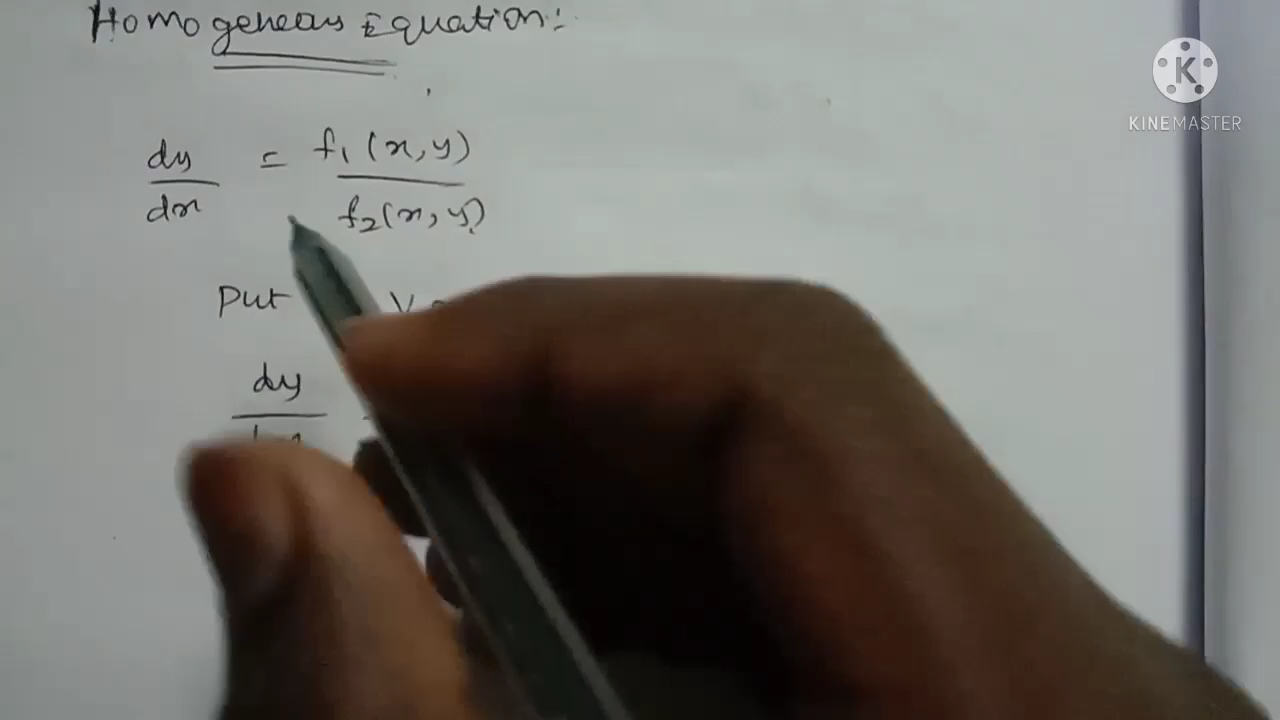 Homogeneous Equation:
dy/dx = f1(x,y)/f2(x,y)
Put
dy
K
KINEMASTER